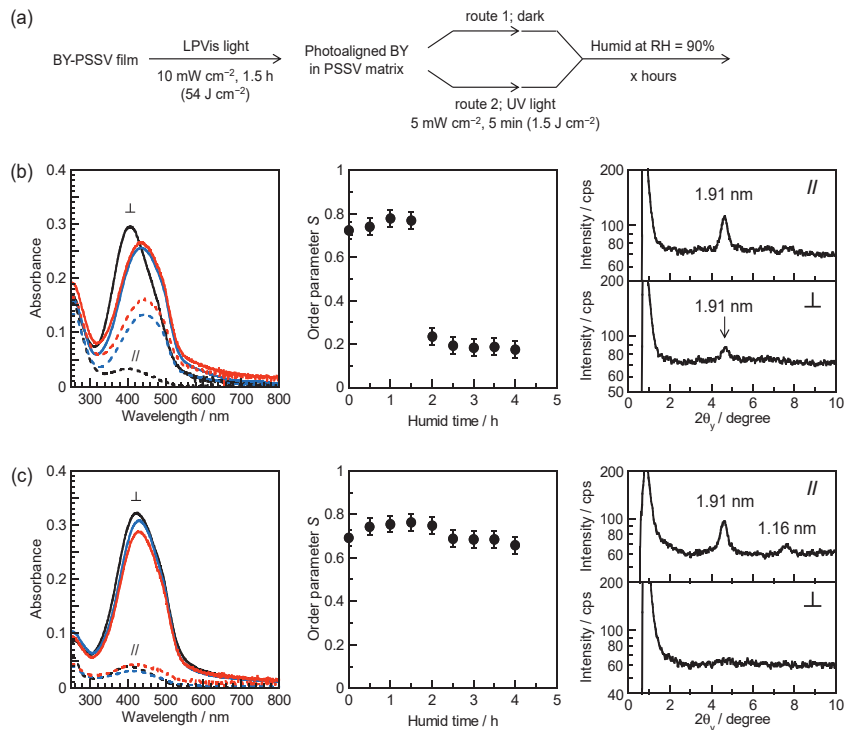 (a)
BY-PSSV film
LPVis light
10 mW cm⁻², 1.5 h
(54 J cm⁻²)
Photoaligned BY
in PSSV matrix
route 1; dark
route 2; UV light
5 mW cm⁻², 5 min (1.5 J cm⁻²)
Humid at RH = 90%
x hours
(b)
Absorbance
0.4
0.3
0.2
0.1
0
⊥
//
300 400 500 600 700 800
Wavelength / nm
Order parameter S
1
0.8
0.6
0.4
0.2
0
0 1 2 3 4 5
Humid time / h
Intensity / cps
200
100
80
60
1.91 nm
//
Intensity / cps
200
100
80
60
50
1.91 nm
⊥
0 2 4 6 8 10
2θy / degree
(c)
Absorbance
0.4
0.3
0.2
0.1
0
⊥
//
300 400 500 600 700 800
Wavelength / nm
Order parameter S
1
0.8
0.6
0.4
0.2
0
0 1 2 3 4 5
Humid time / h
Intensity / cps
200
100
80
60
1.91 nm
1.16 nm
//
Intensity / cps
200
100
80
60
40
⊥
0 2 4 6 8 10
2θy / degree